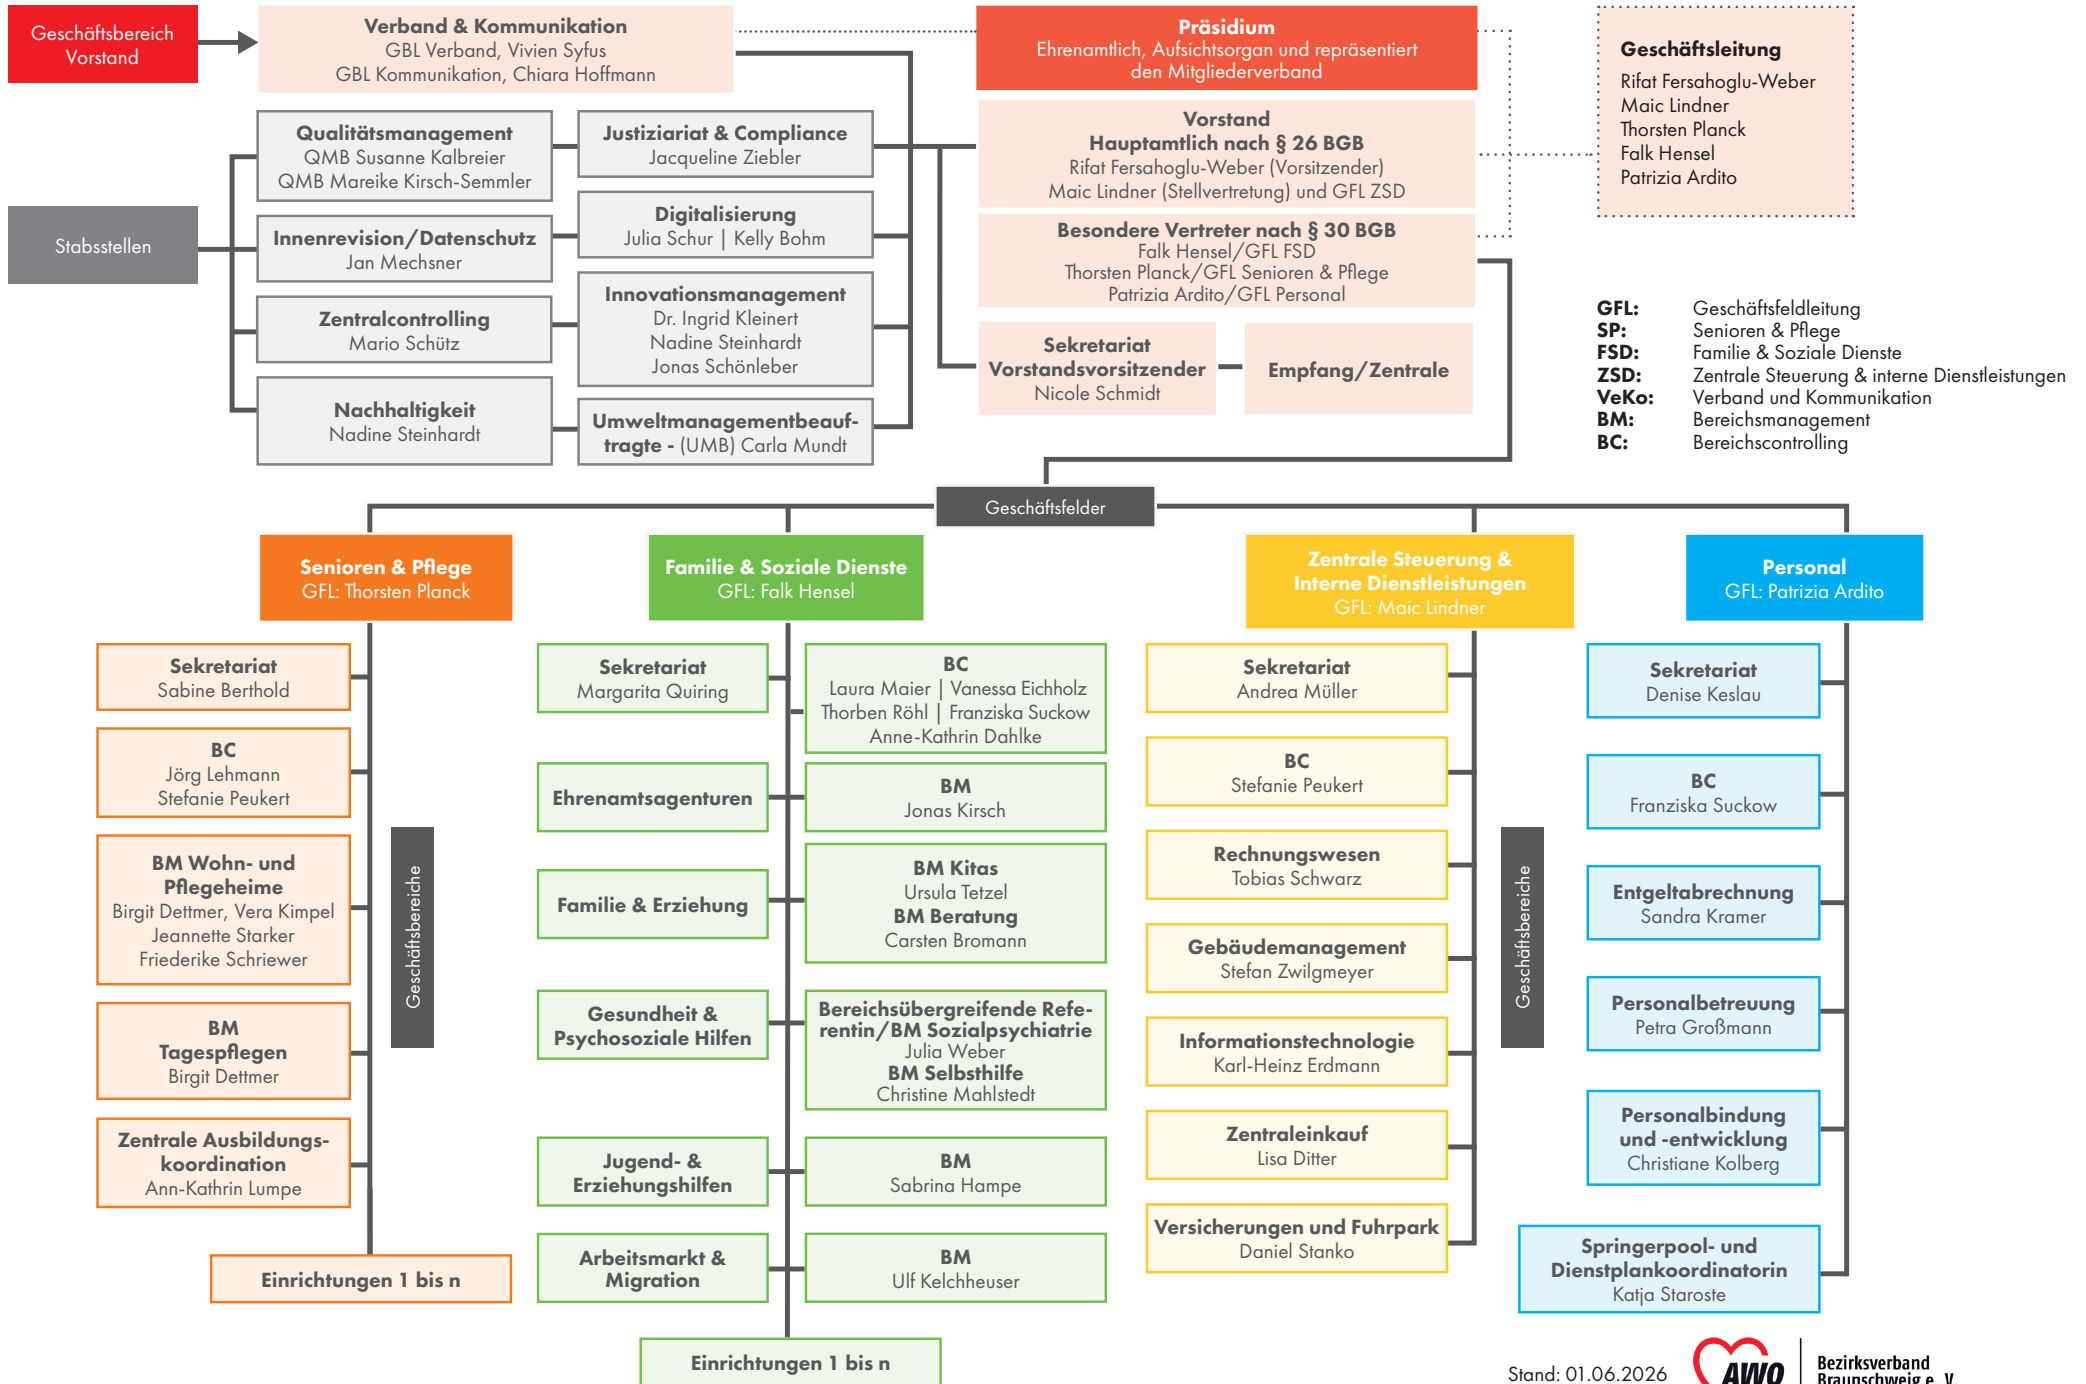 Geschäftsbereich
Vorstand
Verband & Kommunikation
GBL Verband, Vivien Syfus
GBL Kommunikation, Chiara Hoffmann
Präsidium
Ehrenamtlich, Aufsichtsorgan und repräsentiert
den Mitgliederverband
Geschäftsleitung
Rifat Fersahoglu-Weber
Maic Lindner
Thorsten Planck
Falk Hensel
Patrizia Ardito
Stabsstellen
Qualitätsmanagement
QMB Susanne Kalbreier
QMB Mareike Kirsch-Semmler
Justiziariat & Compliance
Jacqueline Ziebler
Innenrevision/Datenschutz
Jan Mechsner
Digitalisierung
Julia Schur | Kelly Bohm
Zentralcontrolling
Mario Schütz
Innovationsmanagement
Dr. Ingrid Kleinert
Nadine Steinhardt
Jonas Schönleber
Nachhaltigkeit
Nadine Steinhardt
Umweltmanagementbeauf-
tragte - (UMB) Carla Mundt
Vorstand
Hauptamtlich nach § 26 BGB
Rifat Fersahoglu-Weber (Vorsitzender)
Maic Lindner (Stellvertretung) und GFL ZSD
Besondere Vertreter nach § 30 BGB
Falk Hensel/GFL FSD
Thorsten Planck/GFL Senioren & Pflege
Patrizia Ardito/GFL Personal
Sekretariat
Vorstandsvorsitzender
Nicole Schmidt
Empfang/Zentrale
GFL: Geschäftsfeldleitung
SP: Senioren & Pflege
FSD: Familie & Soziale Dienste
ZSD: Zentrale Steuerung & interne Dienstleistungen
VeKo: Verband und Kommunikation
BM: Bereichsmanagement
BC: Bereichscontrolling
Geschäftsfelder
Senioren & Pflege
GFL: Thorsten Planck
Sekretariat
Sabine Berthold
BC
Jörg Lehmann
Stefanie Peukert
BM Wohn- und
Pflegeheime
Birgit Dettmer, Vera Kimpel
Jeannette Starker
Friederike Schriewer
BM
Tagespflegen
Birgit Dettmer
Zentrale Ausbildungs-
koordination
Ann-Kathrin Lumpe
Einrichtungen 1 bis n
Geschäftsbereiche
Familie & Soziale Dienste
GFL: Falk Hensel
Sekretariat
Margarita Quiring
BC
Laura Maier | Vanessa Eichholz
Thorben Röhl | Franziska Suckow
Anne-Kathrin Dahlke
Ehrenamtsagenturen
BM
Jonas Kirsch
Familie & Erziehung
BM Kitas
Ursula Tetzel
BM Beratung
Carsten Bromann
Gesundheit &
Psychosoziale Hilfen
Bereichsübergreifende Refe-
rentin/BM Sozialpsychiatrie
Julia Weber
BM Selbsthilfe
Christine Mahlstedt
Jugend- &
Erziehungshilfen
BM
Sabrina Hampe
Arbeitsmarkt &
Migration
BM
Ulf Kelchheuser
Einrichtungen 1 bis n
Zentrale Steuerung &
Interne Dienstleistungen
GFL: Maic Lindner
Sekretariat
Andrea Müller
BC
Stefanie Peukert
Rechnungswesen
Tobias Schwarz
Gebäudemanagement
Stefan Zwilgmeyer
Informationstechnologie
Karl-Heinz Erdmann
Zentraleinkauf
Lisa Ditter
Versicherungen und Fuhrpark
Daniel Stanko
Geschäftsbereiche
Personal
GFL: Patrizia Ardito
Sekretariat
Denise Keslau
BC
Franziska Suckow
Entgeltabrechnung
Sandra Kramer
Personalbetreuung
Petra Großmann
Personalbindung
und -entwicklung
Christiane Kolberg
Springerpool- und
Dienstplankoordinatorin
Katja Staroste
Stand: 01.06.2026
AWO
Bezirksverband
Braunschweig e. V.